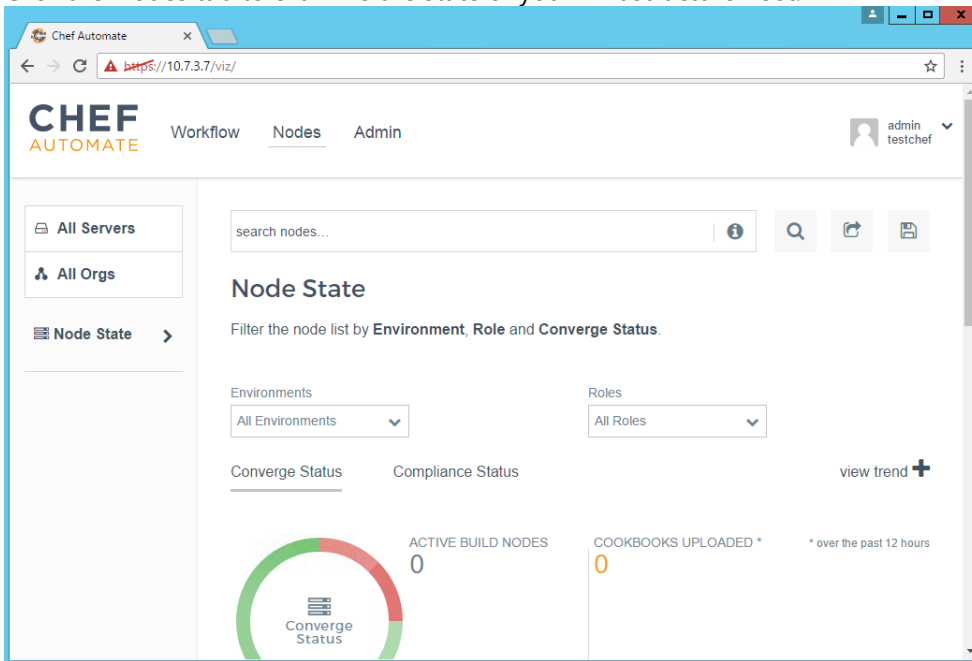 Chef Automate
https://10.7.3.7/viz/
CHEF
AUTOMATE
Workflow Nodes Admin
admin
testchef
All Servers
All Orgs
Node State
search nodes...
Node State
Filter the node list by Environment, Role and Converge Status.
Environments Roles
All Environments All Roles
Converge Status Compliance Status view trend
ACTIVE BUILD NODES COOKBOOKS UPLOADED * * over the past 12 hours
0 0
Converge
Status